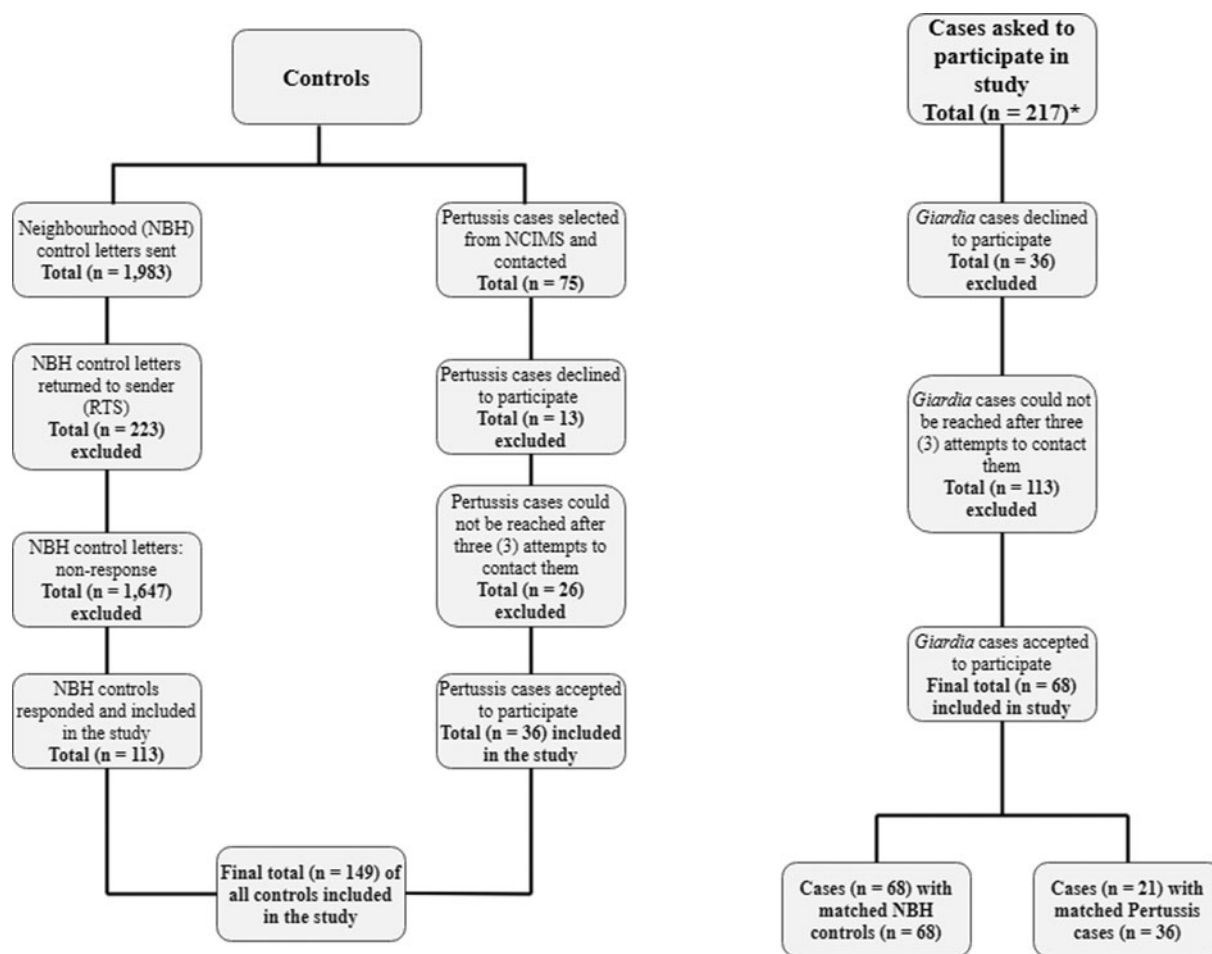 Controls
Neighbourhood (NBH)
control letters sent
Total (n = 1,983)
NBH control letters
returned to sender
(RTS)
Total (n = 223)
excluded
NBH control letters:
non-response
Total (n = 1,647)
excluded
NBH controls
responded and included
in the study
Total (n = 113)
Pertussis cases selected
from NCIMS and
contacted
Total (n = 75)
Pertussis cases declined
to participate
Total (n = 13)
excluded
Pertussis cases could
not be reached after
three (3) attempts to
contact them
Total (n = 26)
excluded
Pertussis cases accepted
to participate
Total (n = 36) included
in the study
Final total (n = 149) of
all controls included
in the study
Cases asked to
participate in
study
Total (n = 217)*
Giardia cases declined
to participate
Total (n = 36)
excluded
Giardia cases could not
be reached after three
(3) attempts to contact
them
Total (n = 113)
excluded
Giardia cases accepted
to participate
Final total (n = 68)
included in study
Cases (n = 68) with
matched NBH
controls (n = 68)
Cases (n = 21) with
matched Pertussis
cases (n = 36)